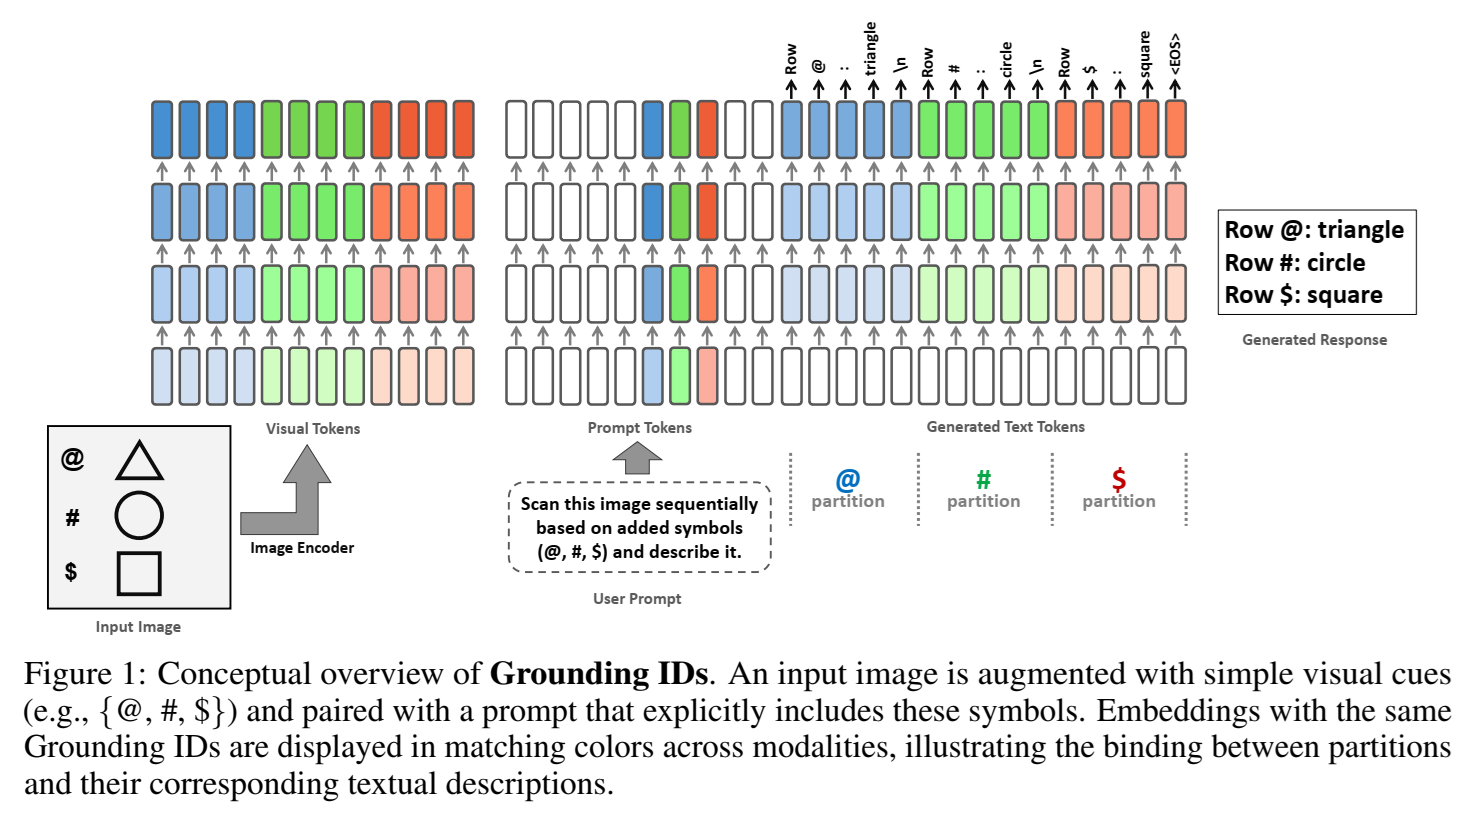 Row @ : triangle \n Row # : circle \n Row $ : square <EOS>
Row @: triangle
Row #: circle
Row $: square
Generated Response
Visual Tokens
Prompt Tokens
Generated Text Tokens
@
#
$
Image Encoder
Input Image
Scan this image sequentially
based on added symbols
(@, #, $) and describe it.
User Prompt
@
partition
#
partition
$
partition
Figure 1: Conceptual overview of Grounding IDs. An input image is augmented with simple visual cues
(e.g., {@, #, $}) and paired with a prompt that explicitly includes these symbols. Embeddings with the same
Grounding IDs are displayed in matching colors across modalities, illustrating the binding between partitions
and their corresponding textual descriptions.